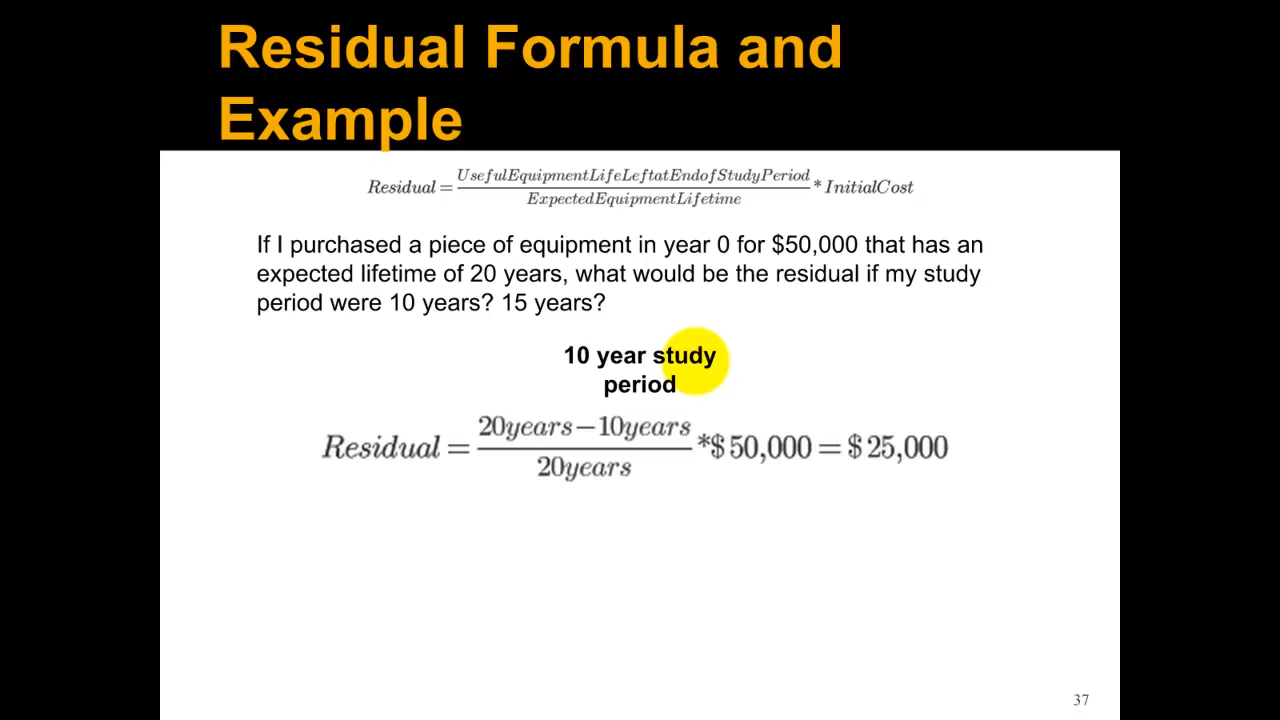 Residual Formula and
Example
Residual = \frac{UsefulEquipmentLifeLeftatEndofStudyPeriod}{ExpectedEquipmentLifetime} * InitialCost
If I purchased a piece of equipment in year 0 for $50,000 that has an
expected lifetime of 20 years, what would be the residual if my study
period were 10 years? 15 years?
10 year study
period
Residual = \frac{20years-10years}{20years} *$50,000 = $25,000
37